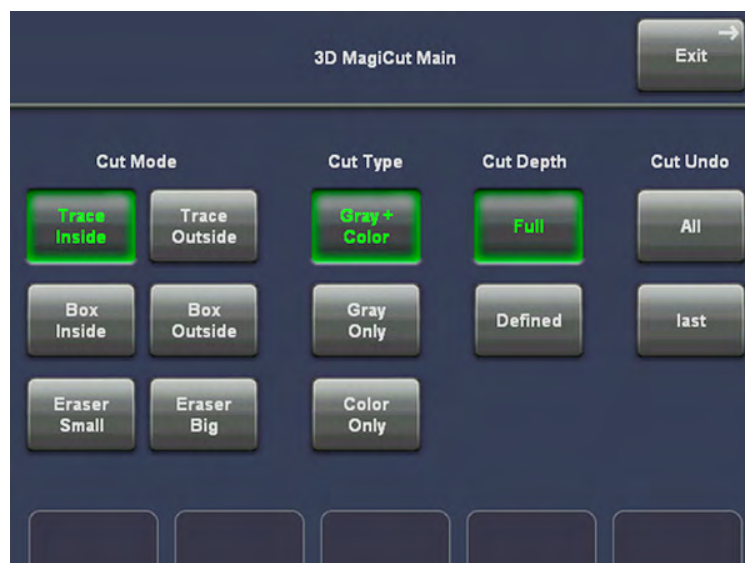 3D MagiCut Main
Exit
Cut Mode
Cut Type
Cut Depth
Cut Undo
Trace
Inside
Trace
Outside
Gray +
Color
Full
All
Box
Inside
Box
Outside
Gray
Only
Defined
last
Eraser
Small
Eraser
Big
Color
Only